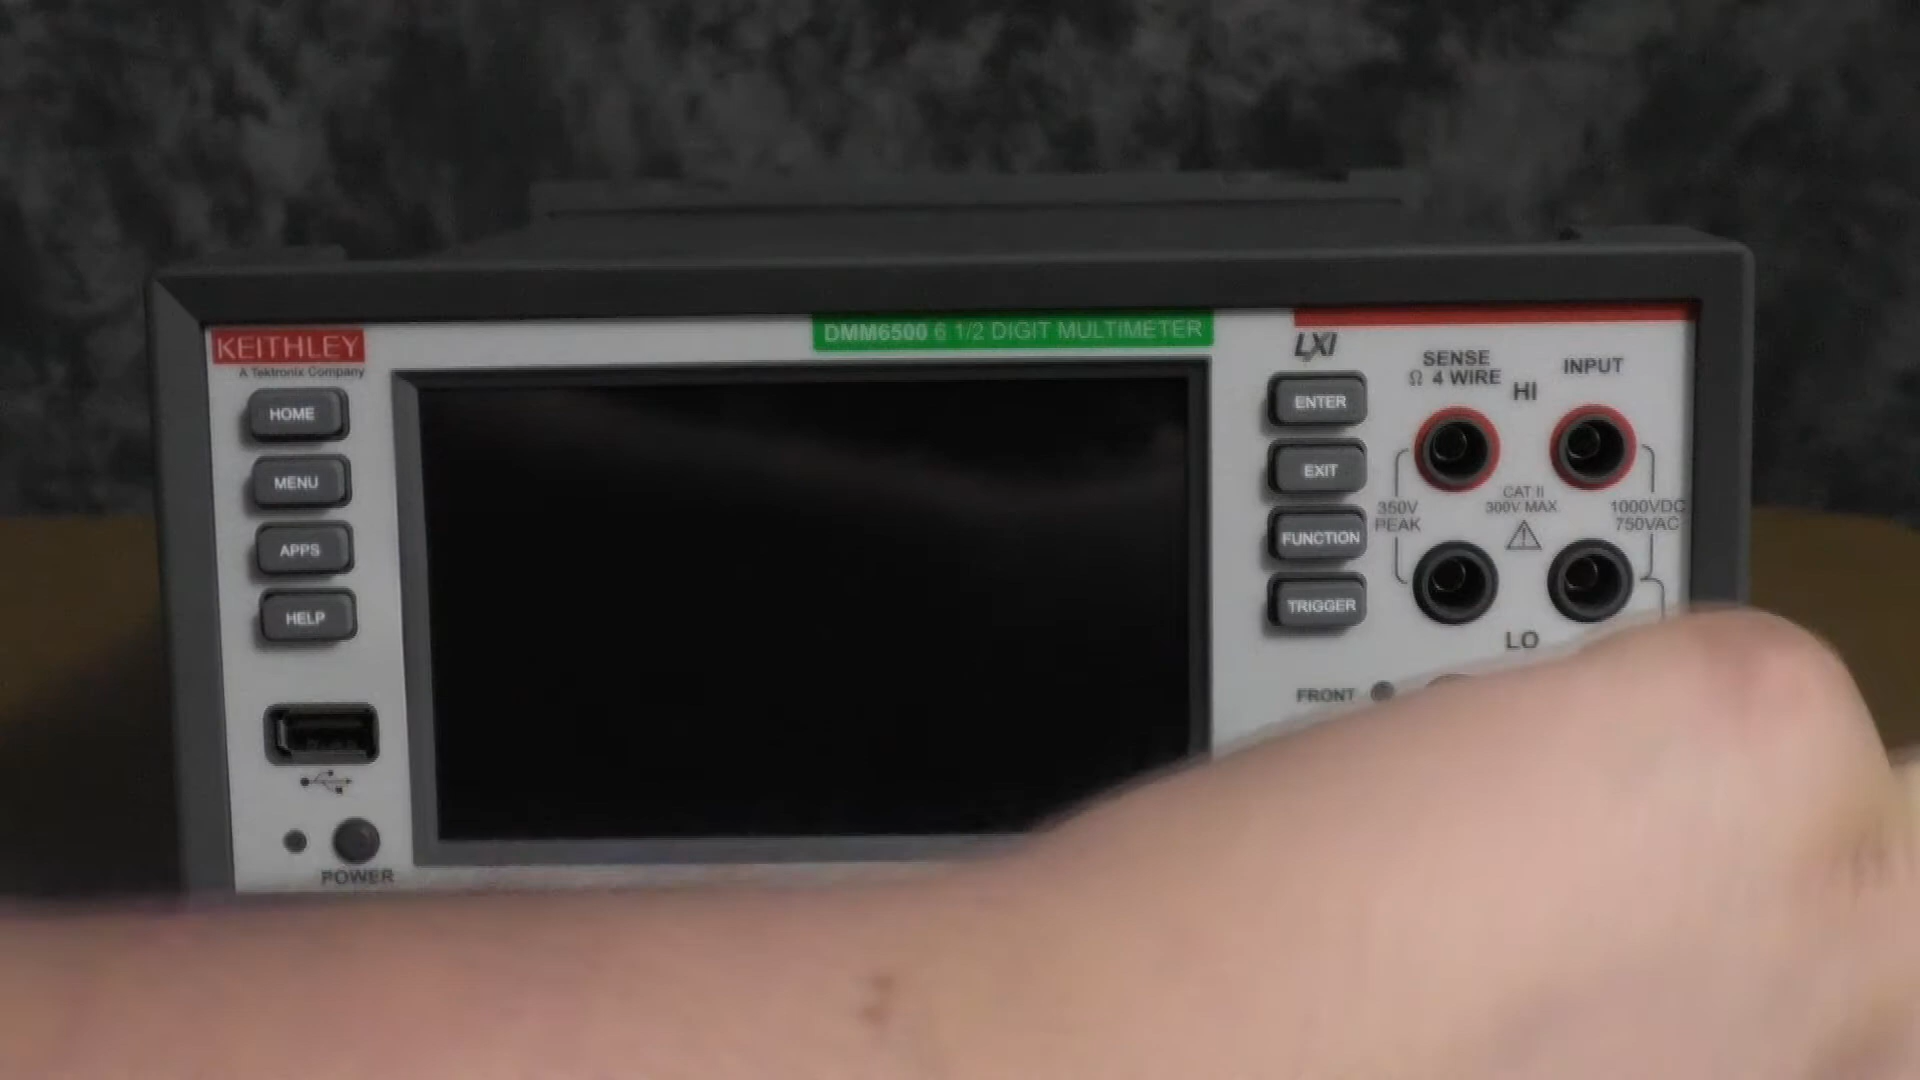 KEITHLEY
A Tektronix Company
DMM6500 6 1/2 DIGIT MULTIMETER
LXI
HOME
MENU
APPS
HELP
POWER
ENTER
EXIT
FUNCTION
TRIGGER
SENSE
Ω 4 WIRE
INPUT
HI
350V
PEAK
CAT II
300V MAX
1000VDC
750VAC
LO
FRONT